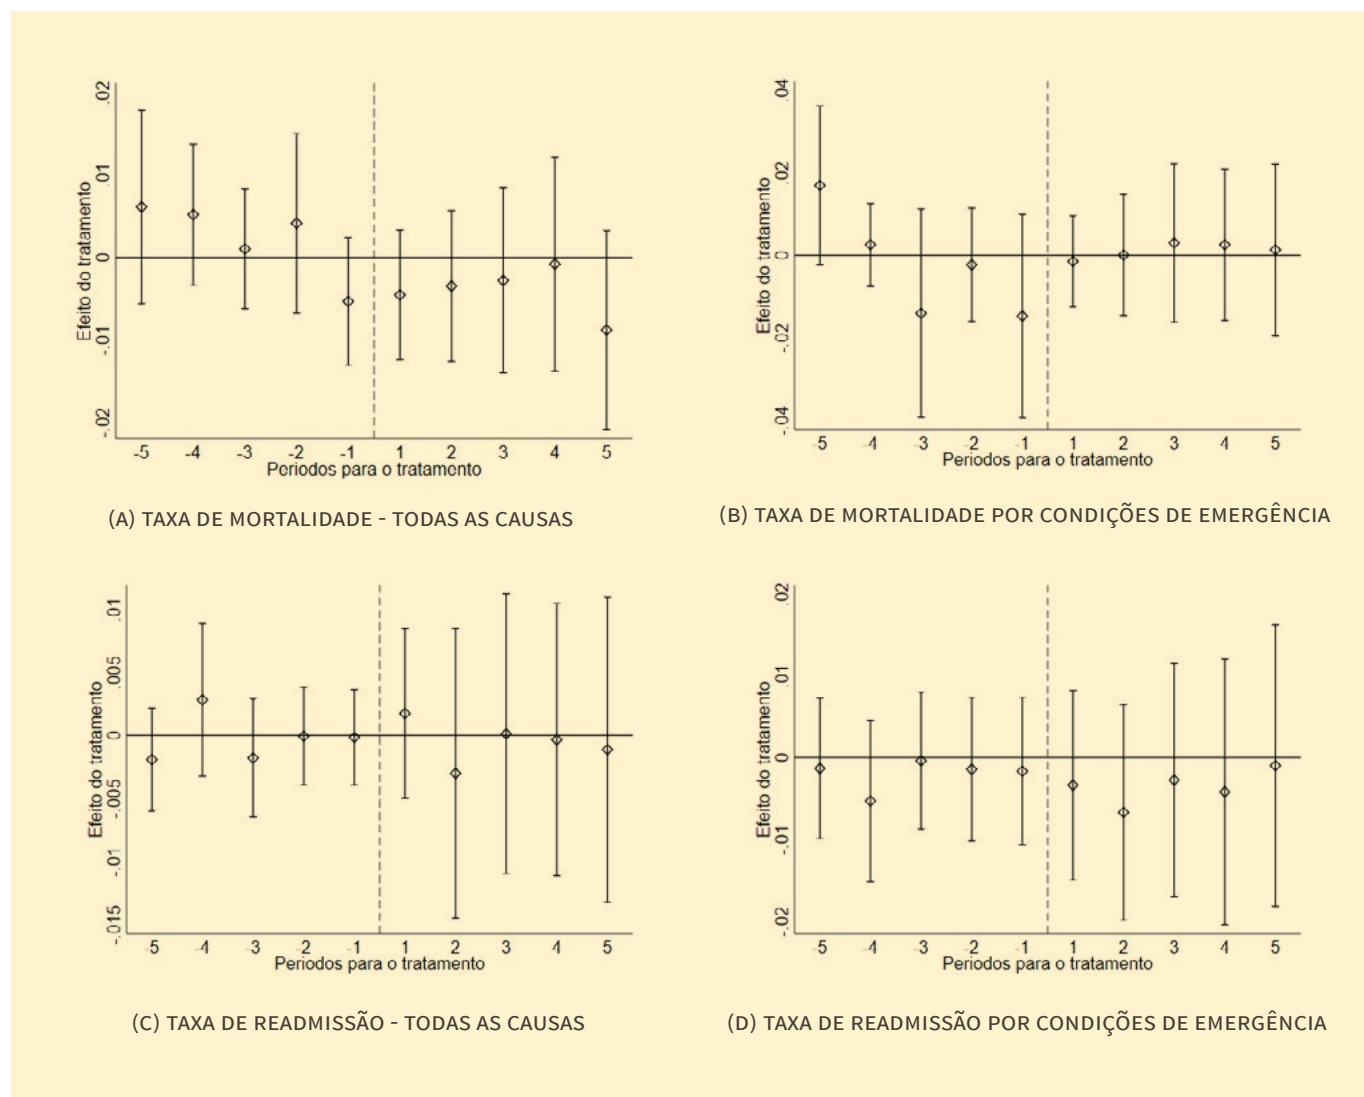 .02
.01
0
-.01
-.02
Efeito do tratamento
-5 -4 -3 -2 -1 1 2 3 4 5
Periodos para o tratamento
(A) TAXA DE MORTALIDADE - TODAS AS CAUSAS
.04
.02
0
-.02
-.04
Efeito do tratamento
-5 -4 -3 -2 -1 1 2 3 4 5
Periodos para o tratamento
(B) TAXA DE MORTALIDADE POR CONDIÇÕES DE EMERGÊNCIA
.01
.005
0
-.005
-.01
-.015
Efeito do tratamento
-5 -4 -3 -2 -1 1 2 3 4 5
Periodos para o tratamento
(C) TAXA DE READMISSÃO - TODAS AS CAUSAS
.02
.01
0
-.01
-.02
Efeito do tratamento
-5 -4 -3 -2 -1 1 2 3 4 5
Periodos para o tratamento
(D) TAXA DE READMISSÃO POR CONDIÇÕES DE EMERGÊNCIA